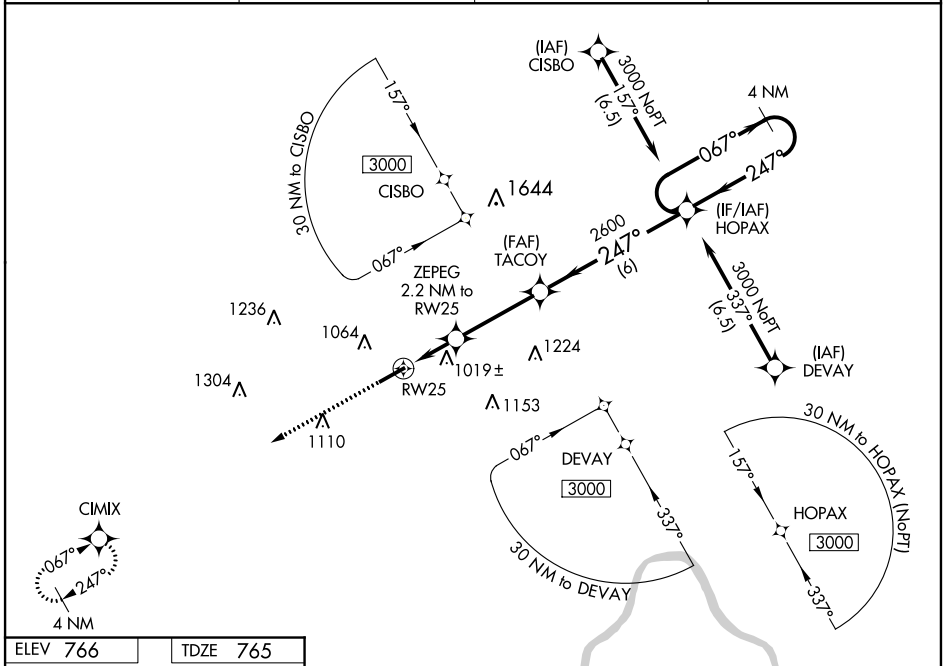 (IAF)
CISBO
3000 NoPT
157°
(6.5)
4 NM
067°
247°
30 NM to CISBO
157°
3000
CISBO
067°
1644
(IF/IAF)
HOPAX
2600
247°
(6)
(FAF)
TACOY
ZEPEG
2.2 NM to
RW25
3000 NoPT
337°
(6.5)
(IAF)
DEVAY
1236
1064
1224
1019±
RW25
1304
1153
1110
067°
DEVAY
3000
337°
30 NM to DEVAY
30 NM to HOPAX (NoPT)
157°
HOPAX
3000
337°
CIMIX
067°
247°
4 NM
ELEV 766
TDZE 765